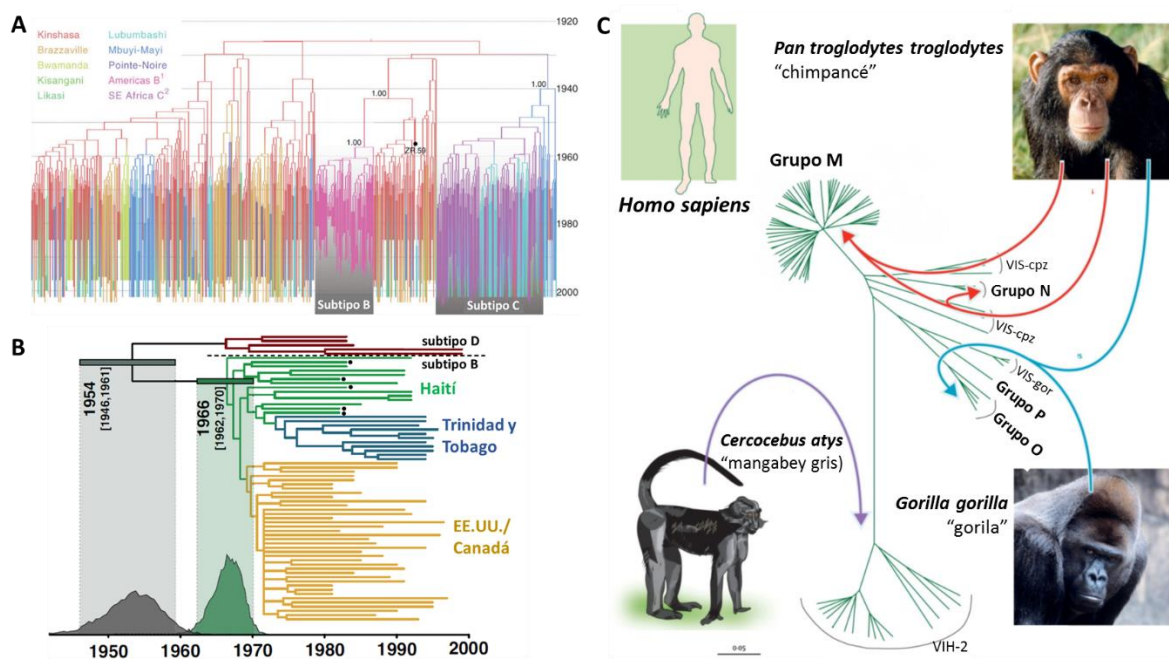 A
Kinshasa
Brazzaville
Bwamanda
Kisangani
Likasi
Lubumbashi
Mbuyi-Mayi
Pointe-Noire
Americas B¹
SE Africa C²
1920
1940
1960
1980
2000
1.00
1.00
1.00
ZR.59
Subtipo B
Subtipo C
B
subtipo D
subtipo B
Haití
Trinidad y
Tobago
EE.UU./
Canadá
1954
[1946,1961]
1966
[1962,1970]
1950
1960
1970
1980
1990
2000
C
Homo sapiens
Pan troglodytes troglodytes
“chimpancé”
Grupo M
VIS-cpz
Grupo N
VIS-cpz
VIS-gor
Grupo P
Grupo O
Cercocebus atys
“mangabey gris)
Gorilla gorilla
“gorila”
VIH-2